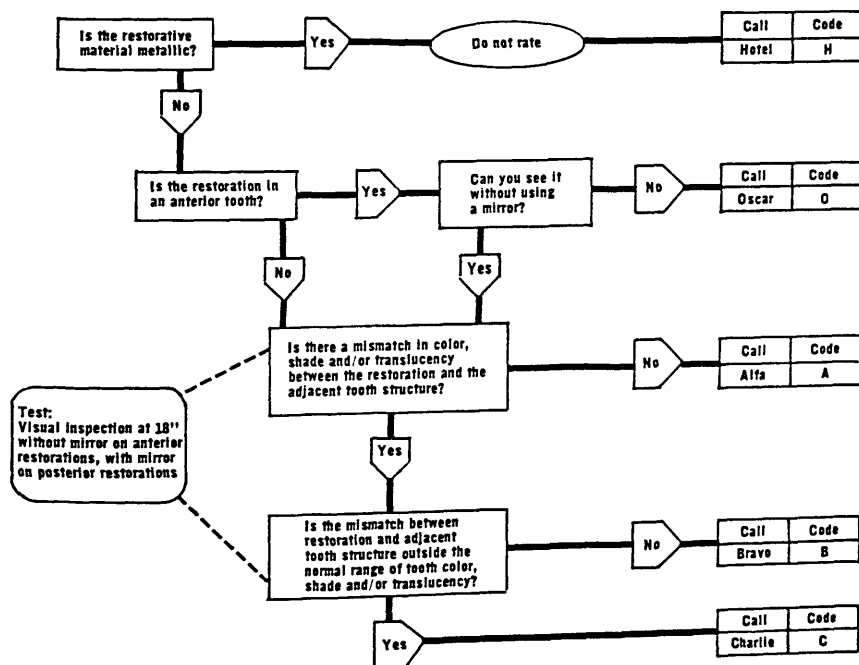 Is the restorative
material metallic?
Yes
Do not rate
Call Code
Hotel H
No
Is the restoration in
an anterior tooth?
Yes
Can you see it
without using
a mirror?
No
Call Code
Oscar O
No
Yes
Is there a mismatch in color,
shade and/or translucency
between the restoration and the
adjacent tooth structure?
No
Call Code
Alfa A
Test:
Visual inspection at 18"
without mirror on anterior
restorations, with mirror
on posterior restorations
Yes
Is the mismatch between
restoration and adjacent
tooth structure outside the
normal range of tooth color,
shade and/or translucency?
No
Call Code
Bravo B
Yes
Call Code
Charlie C